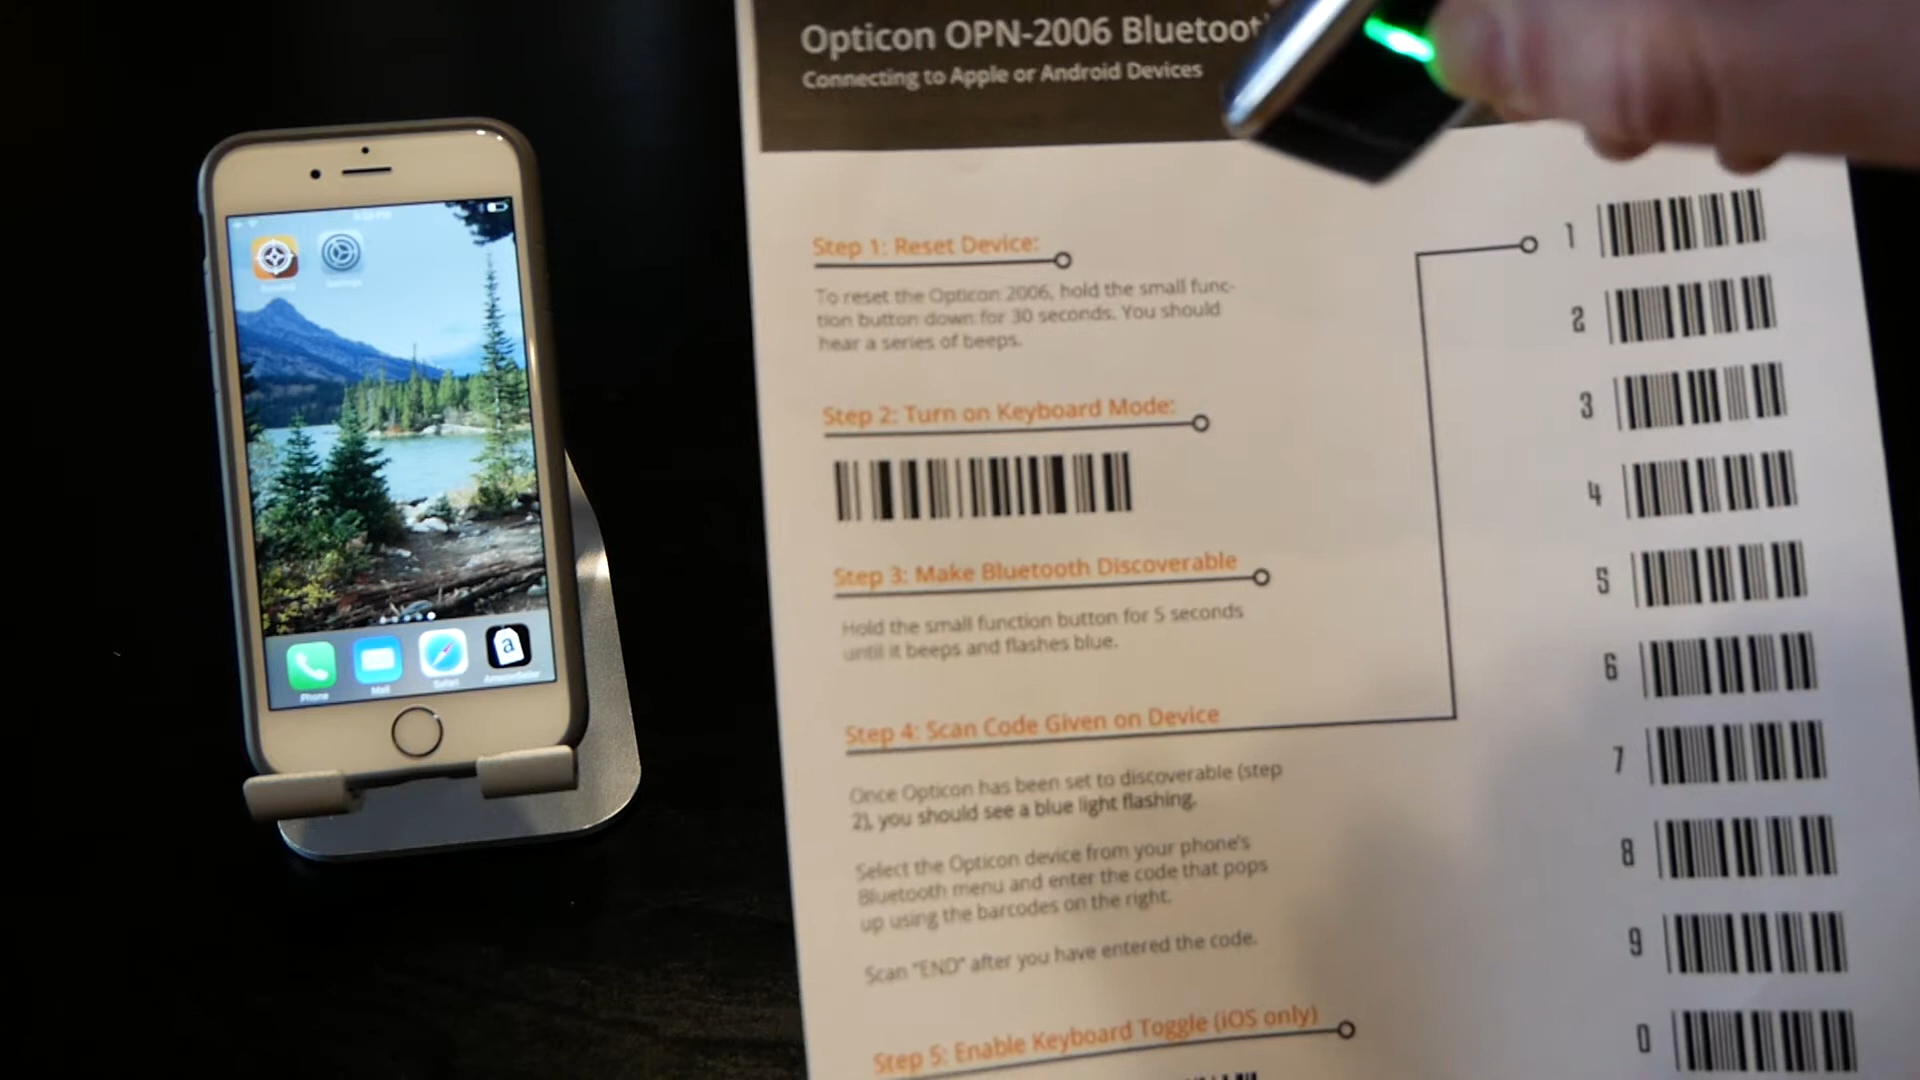 Opticon OPN-2006
Connecting to Apple or Android Devices
Step 1: Reset Device:
To reset the Opticon 2006, hold the small func-
tion button down for 30 seconds. You should
hear a series of beeps.
Step 2: Turn on Keyboard Mode:
Step 3: Make Bluetooth Discoverable
Hold the small function button for 5 seconds
until it beeps and flashes blue.
Step 4: Scan Code Given on Device
Once Opticon has been set to discoverable (step
2), you should see a blue light flashing.
Select the Opticon device from your phone's
Bluetooth menu and enter the code that pops
up using the barcodes on the right.
Scan "END" after you have entered the code.
Step 5: Enable Keyboard Toggle (iOS only)
1
2
3
4
5
6
7
8
9
0
Settings
Phone
Mail
Safari
a